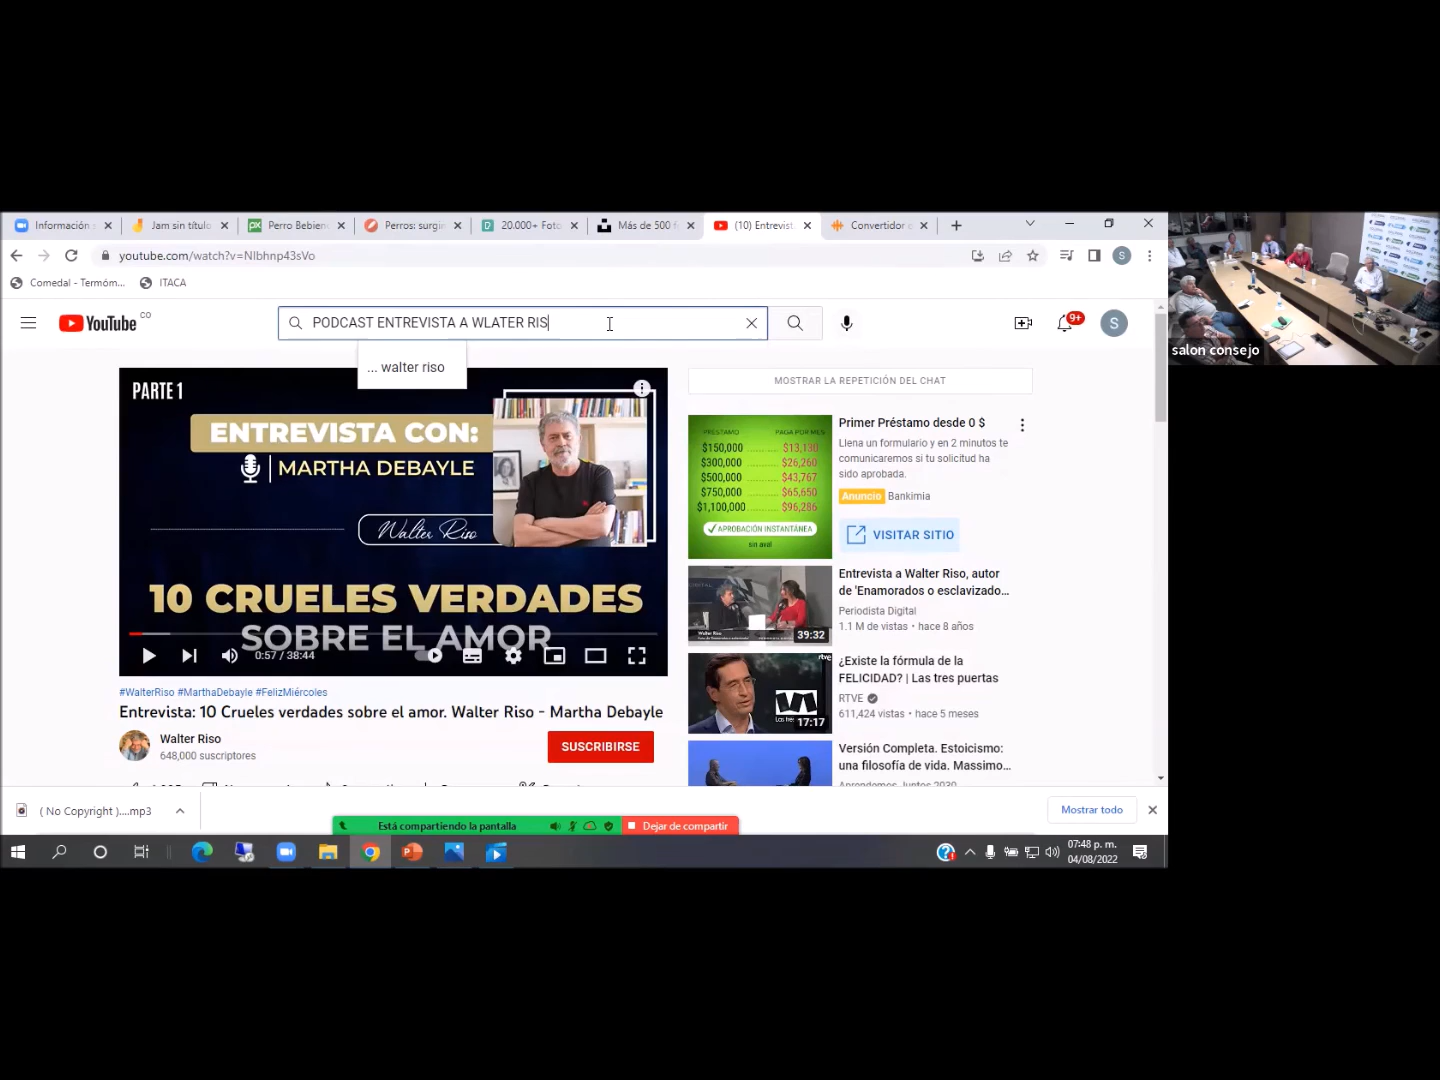 Información
Jam sin título
Perro Bebien
Perros: surgir
20.000+ Foto
Más de 500 f
(10) Entrevist
Convertidor
youtube.com/watch?v=NIbhnp43sVo
Comedal - Termóm...
ITACA
YouTube CO
PODCAST ENTREVISTA A WLATER RIS
9+
S
... walter riso
PARTE 1
ENTREVISTA CON:
MARTHA DEBAYLE
Walter Riso
10 CRUELES VERDADES
SOBRE EL AMOR
0:57 / 38:44
#WalterRiso #MarthaDebayle #FelizMiércoles
Entrevista: 10 Crueles verdades sobre el amor. Walter Riso - Martha Debayle
Walter Riso
648,000 suscriptores
SUSCRIBIRSE
MOSTRAR LA REPETICIÓN DEL CHAT
PRÉSTAMO PAGA POR MES
$150,000 $13,130
$300,000 $26,260
$500,000 $43,767
$750,000 $65,650
$1,100,000 $96,286
APROBACIÓN INSTANTÁNEA
sin aval
Primer Préstamo desde 0 $
Llena un formulario y en 2 minutos te
comunicaremos si tu solicitud ha
sido aprobada.
Anuncio Bankimia
VISITAR SITIO
39:32
Entrevista a Walter Riso, autor
de 'Enamorados o esclavizado...
Periodista Digital
1.1 M de vistas • hace 8 años
rtve
17:17
¿Existe la fórmula de la
FELICIDAD? | Las tres puertas
RTVE
611,424 vistas • hace 5 meses
Versión Completa. Estoicismo:
una filosofía de vida. Massimo...
Aprendemos Juntos 2030
( No Copyright )....mp3
Mostrar todo
Está compartiendo la pantalla
Dejar de compartir
07:48 p. m.
04/08/2022
salon consejo